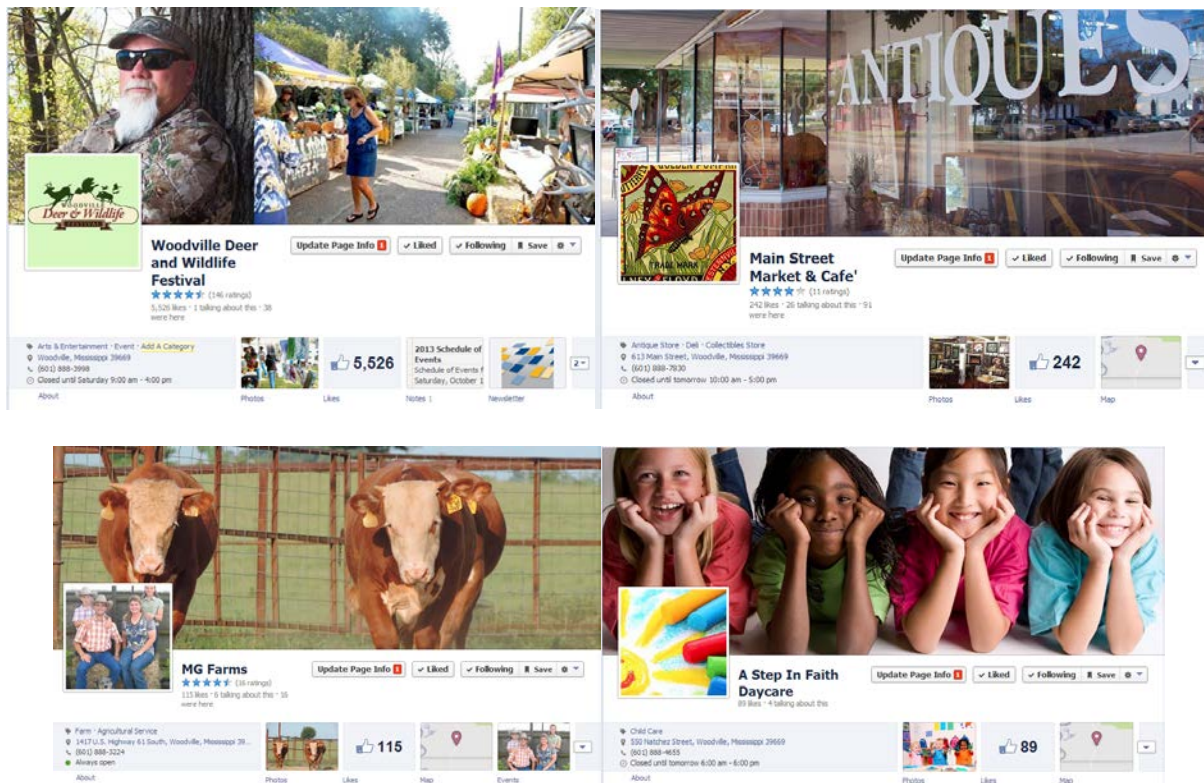 WOODVILLE
Deer & Wildlife
FESTIVAL
Woodville Deer
and Wildlife
Festival
Update Page Info
Liked
Following
Save
(146 ratings)
5,526 likes · 1 talking about this · 38
were here
Arts & Entertainment · Event · Add A Category
Woodville, Mississippi 39669
(601) 888-3998
Closed until Saturday 9:00 am - 4:00 pm
About
Photos
5,526
Likes
2013 Schedule of
Events
Schedule of Events f
Saturday, October 1
Notes 1
Newsletter
2
ANTIQUES
TRADE MARK
Main Street
Market & Cafe'
Update Page Info
Liked
Following
Save
(11 ratings)
242 likes · 26 talking about this · 91
were here
Antique Store · Deli · Collectibles Store
613 Main Street, Woodville, Mississippi 39669
(601) 888-7830
Closed until tomorrow 10:00 am - 5:00 pm
About
Photos
242
Likes
Map
MG Farms
Update Page Info
Liked
Following
Save
(16 ratings)
115 likes · 6 talking about this · 16
were here
Farm · Agricultural Service
1417 U.S. Highway 61 South, Woodville, Mississippi 39...
(601) 888-3224
Always open
About
Photos
115
Likes
Map
Events
A Step In Faith
Daycare
Update Page Info
Liked
Following
Save
89 likes · 4 talking about this
Child Care
550 Natchez Street, Woodville, Mississippi 39669
(601) 888-4655
Closed until tomorrow 6:00 am - 6:00 pm
About
Photos
89
Likes
Map